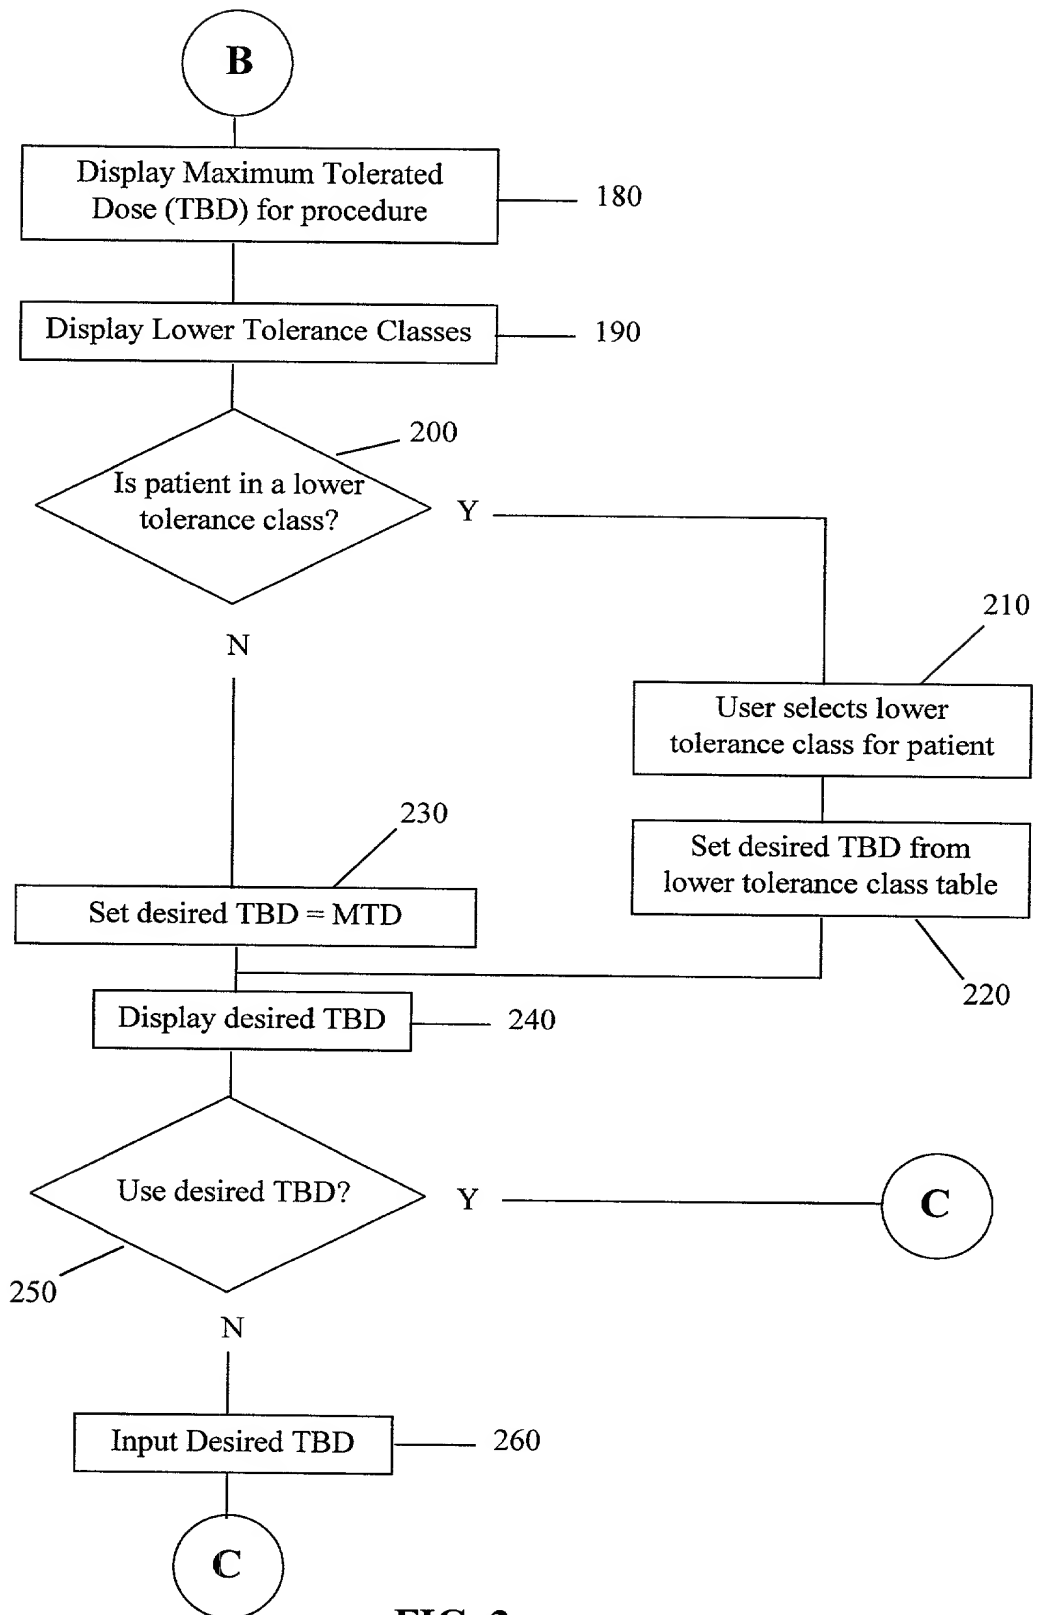 B
Display Maximum Tolerated
Dose (TBD) for procedure
180
Display Lower Tolerance Classes
190
200
Is patient in a lower
tolerance class?
Y
N
210
User selects lower
tolerance class for patient
230
Set desired TBD from
lower tolerance class table
Set desired TBD = MTD
220
Display desired TBD
240
Use desired TBD?
Y
C
250
N
Input Desired TBD
260
C